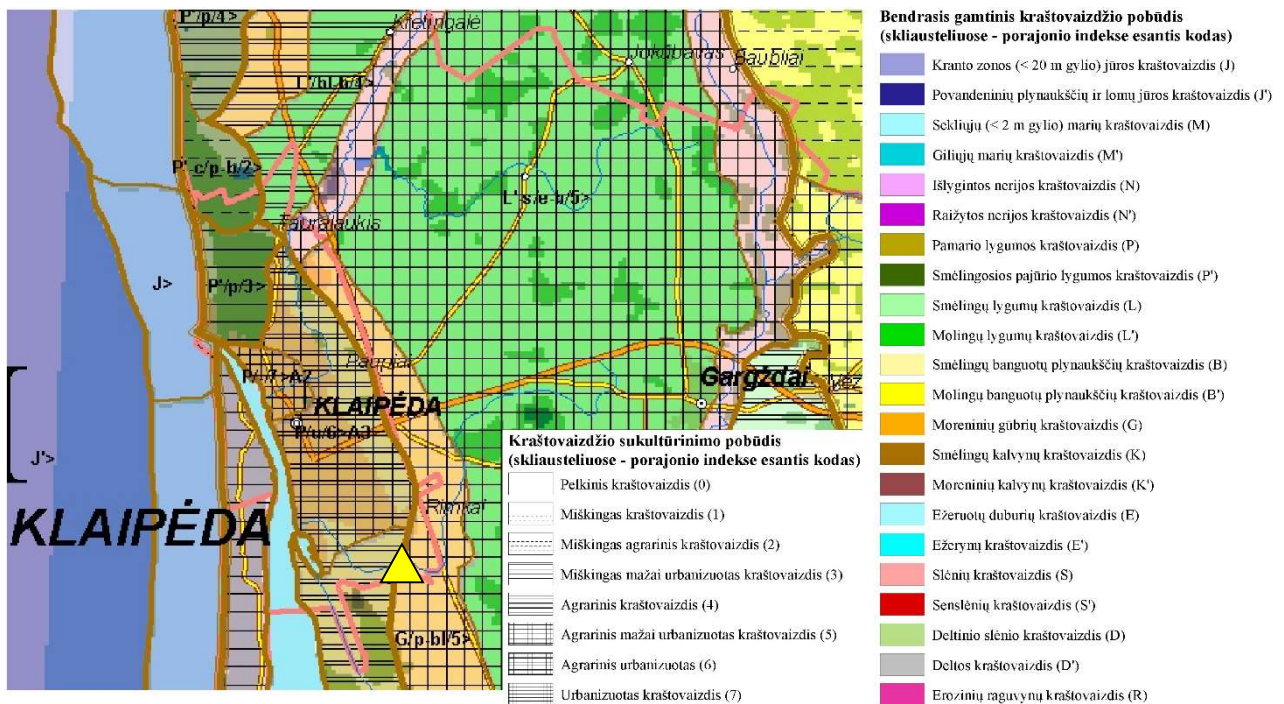 P'/p/4>
Kretingalė
L'/bl-b/4>
Jokūbavas
Baubliai
P'-c/p-b/2>
L'-s/e-b/5>
Tauralaukis
J>
P'/p/3>
Paupiai
Gargždai
KLAIPĖDA
J'>
Rimkai
KLAIPĖDA
G/p-bl/5>
Kraštovaizdžio sukultūrinimo pobūdis
(skliausteliuose - porajonio indekse esantis kodas)
Pelkinis kraštovaizdis (0)
Miškingas kraštovaizdis (1)
Miškingas agrarinis kraštovaizdis (2)
Miškingas mažai urbanizuotas kraštovaizdis (3)
Agrarinis kraštovaizdis (4)
Agrarinis mažai urbanizuotas kraštovaizdis (5)
Agrarinis urbanizuotas (6)
Urbanizuotas kraštovaizdis (7)
Bendrasis gamtinis kraštovaizdžio pobūdis
(skliausteliuose - porajonio indekse esantis kodas)
Kranto zonos (< 20 m gylio) jūros kraštovaizdis (J)
Povandeninių plynaukščių ir lomų jūros kraštovaizdis (J')
Sekliųjų (< 2 m gylio) marių kraštovaizdis (M)
Giliųjų marių kraštovaizdis (M')
Išlygintos nerijos kraštovaizdis (N)
Raižytos nerijos kraštovaizdis (N')
Pamario lygumos kraštovaizdis (P)
Smėlingosios pajūrio lygumos kraštovaizdis (P')
Smėlingų lygumų kraštovaizdis (L)
Molingų lygumų kraštovaizdis (L')
Smėlingų banguotų plynaukščių kraštovaizdis (B)
Molingų banguotų plynaukščių kraštovaizdis (B')
Moreninių gūbrių kraštovaizdis (G)
Smėlingų kalvynų kraštovaizdis (K)
Moreninių kalvynų kraštovaizdis (K')
Ežeruotų duburių kraštovaizdis (E)
Ežerynų kraštovaizdis (E')
Slėnių kraštovaizdis (S)
Senslėnių kraštovaizdis (S')
Deltinio slėnio kraštovaizdis (D)
Deltos kraštovaizdis (D')
Erozinių raguvynų kraštovaizdis (R)